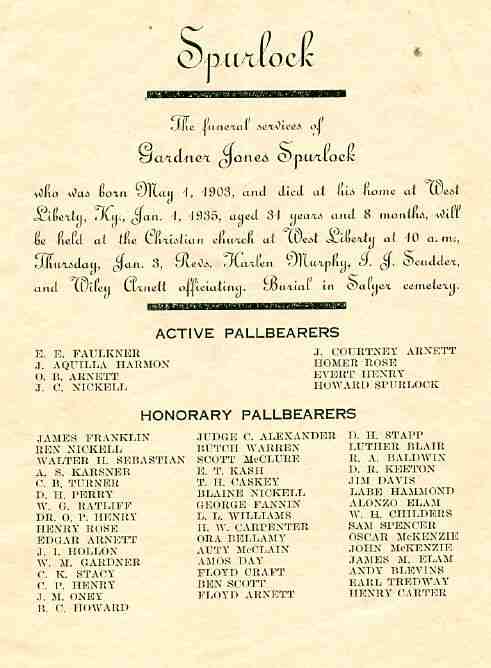 Spurlock
The funeral services of
Gardner Jones Spurlock
who was born May 1, 1903, and died at his home at West
Liberty, Ky., Jan. 1, 1935, aged 31 years and 8 months, will
be held at the Christian church at West Liberty at 10 a. m.,
Thursday, Jan. 3, Revs. Harlen Murphy, T. J. Scudder,
and Wiley Arnett officiating. Burial in Salyer cemetery.
ACTIVE PALLBEARERS
E. E. FAULKNER
J. AQUILLA HARMON
O. B. ARNETT
J. C. NICKELL
J. COURTNEY ARNETT
HOMER ROSE
EVERT HENRY
HOWARD SPURLOCK
HONORARY PALLBEARERS
JAMES FRANKLIN
REN NICKELL
WALTER H. SEBASTIAN
A. S. KARSNER
C. B. TURNER
D. H. PERRY
W. G. RATLIFF
DR. O. P. HENRY
HENRY ROSE
EDGAR ARNETT
J. I. HOLLON
W. M. GARDNER
C. K. STACY
C. P. HENRY
J. M. ONEY
B. C. HOWARD
JUDGE C. ALEXANDER
BUTCH WARREN
SCOTT McCLURE
E. T. KASH
T. H. CASKEY
BLAINE NICKELL
GEORGE FANNIN
L. L. WILLIAMS
R. W. CARPENTER
ORA BELLAMY
AUTY McCLAIN
AMOS DAY
FLOYD CRAFT
BEN SCOTT
FLOYD ARNETT
D. H. STAPP
LUTHER BLAIR
R. A. BALDWIN
D. R. KEETON
JIM DAVIS
LABE HAMMOND
ALONZO ELAM
W. H. CHILDERS
SAM SPENCER
OSCAR McKENZIE
JOHN McKENZIE
JAMES M. ELAM
ANDY BLEVINS
EARL TREDWAY
HENRY CARTER